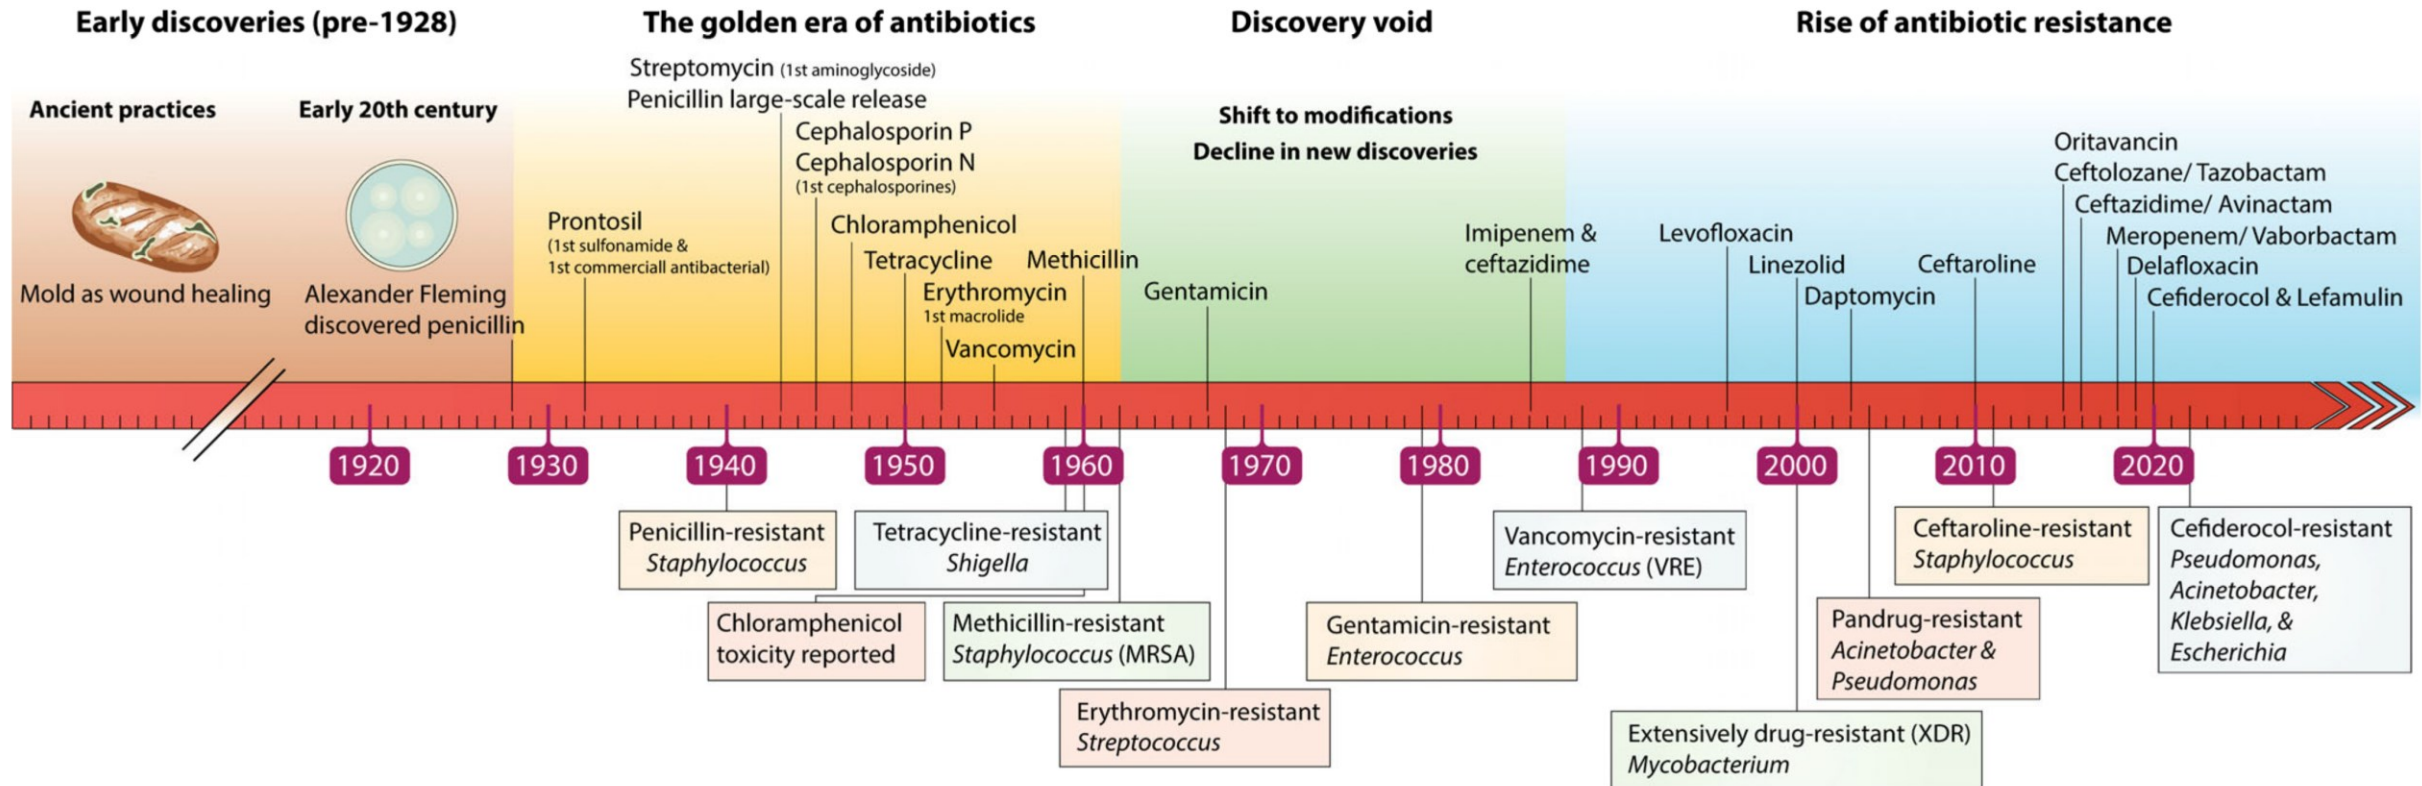 Early discoveries (pre-1928)
The golden era of antibiotics
Discovery void
Rise of antibiotic resistance
Ancient practices
Early 20th century
Mold as wound healing
Alexander Fleming
discovered penicillin
Streptomycin (1st aminoglycoside)
Penicillin large-scale release
Cephalosporin P
Cephalosporin N
(1st cephalosporines)
Prontosil
(1st sulfonamide &
1st commerciall antibacterial)
Chloramphenicol
Tetracycline
Methicillin
Erythromycin
1st macrolide
Vancomycin
Shift to modifications
Decline in new discoveries
Gentamicin
Imipenem &
ceftazidime
Levofloxacin
Linezolid
Daptomycin
Ceftaroline
Oritavancin
Ceftolozane/ Tazobactam
Ceftazidime/ Avinactam
Meropenem/ Vaborbactam
Delafloxacin
Cefiderocol & Lefamulin
1920
1930
1940
1950
1960
1970
1980
1990
2000
2010
2020
Penicillin-resistant
Staphylococcus
Tetracycline-resistant
Shigella
Chloramphenicol
toxicity reported
Methicillin-resistant
Staphylococcus (MRSA)
Erythromycin-resistant
Streptococcus
Gentamicin-resistant
Enterococcus
Vancomycin-resistant
Enterococcus (VRE)
Extensively drug-resistant (XDR)
Mycobacterium
Pandrug-resistant
Acinetobacter &
Pseudomonas
Ceftaroline-resistant
Staphylococcus
Cefiderocol-resistant
Pseudomonas,
Acinetobacter,
Klebsiella, &
Escherichia